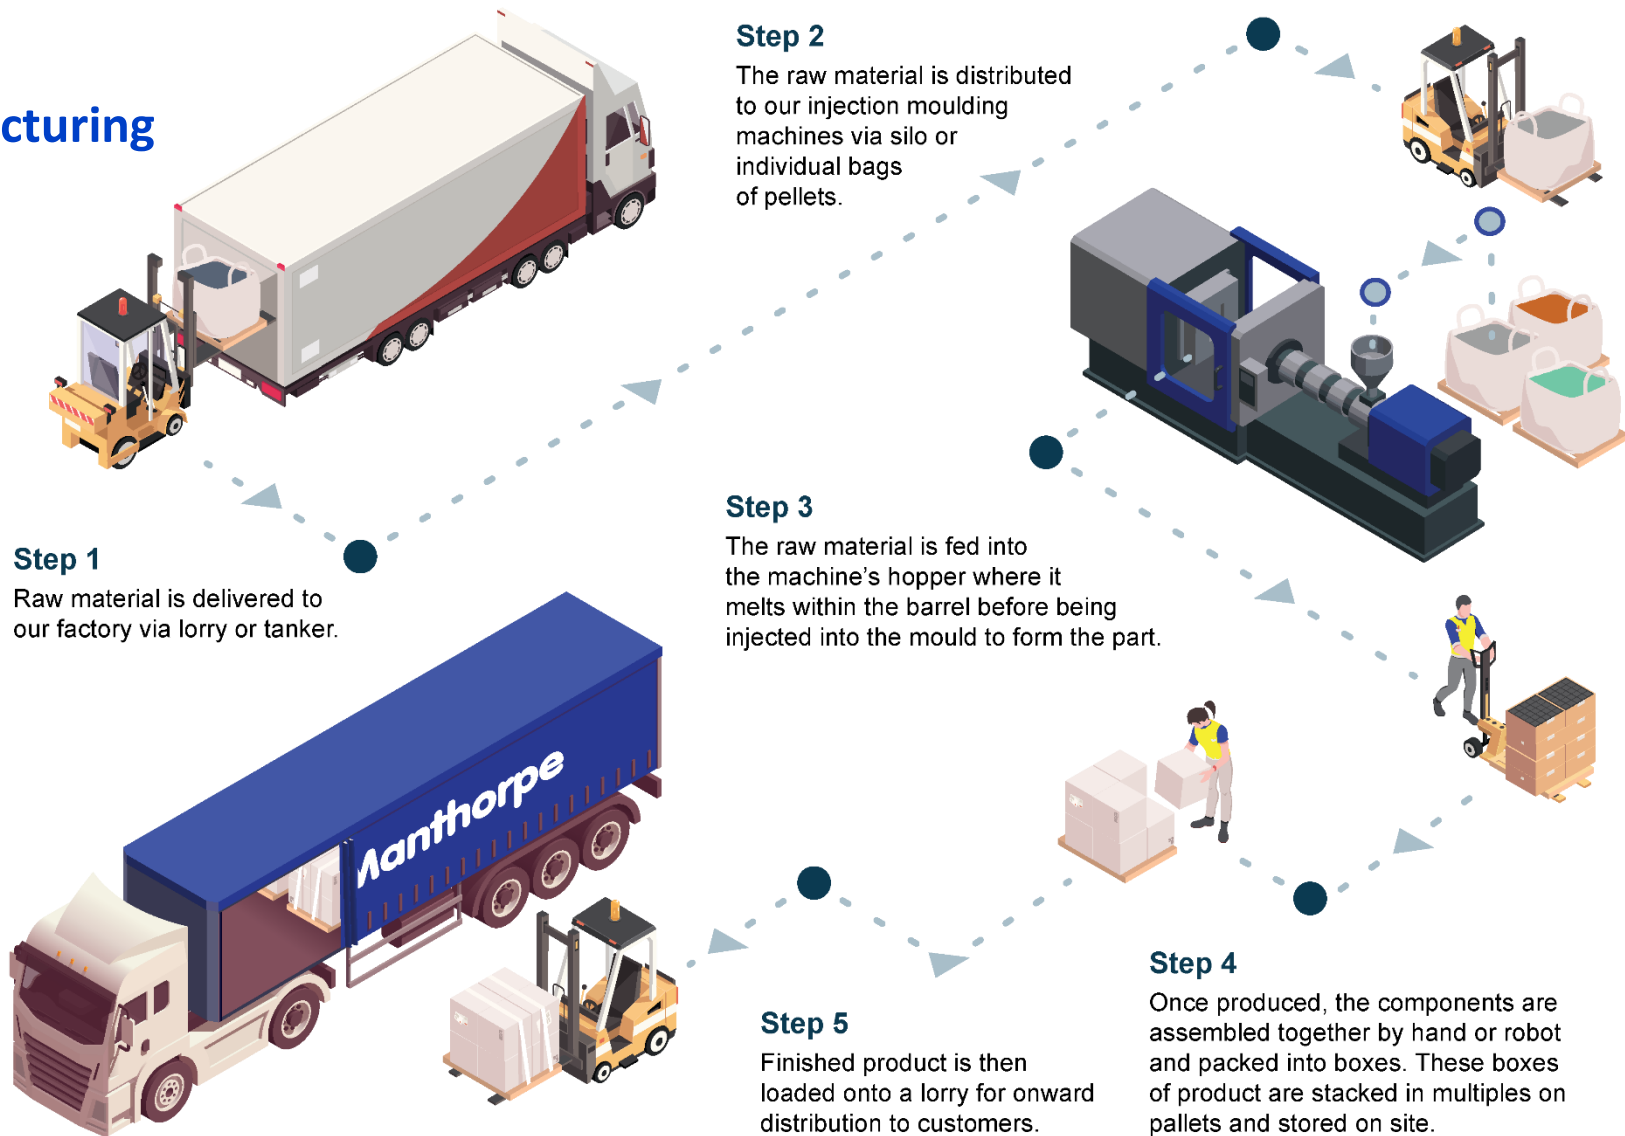 cturing
Step 1
Raw material is delivered to
our factory via lorry or tanker.
Step 2
The raw material is distributed
to our injection moulding
machines via silo or
individual bags
of pellets.
Step 3
The raw material is fed into
the machine's hopper where it
melts within the barrel before being
injected into the mould to form the part.
Step 4
Once produced, the components are
assembled together by hand or robot
and packed into boxes. These boxes
of product are stacked in multiples on
pallets and stored on site.
Step 5
Finished product is then
loaded onto a lorry for onward
distribution to customers.
Manthorpe